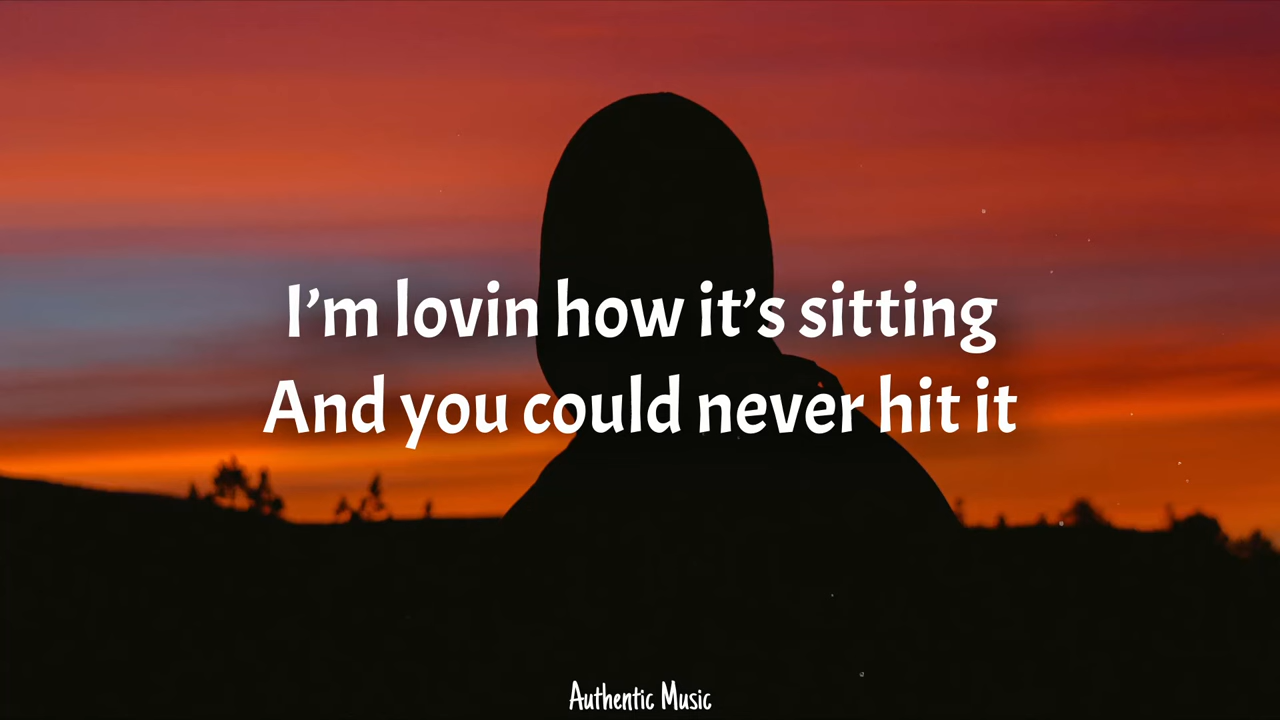 I’m lovin how it’s sitting
And you could never hit it
Authentic Music